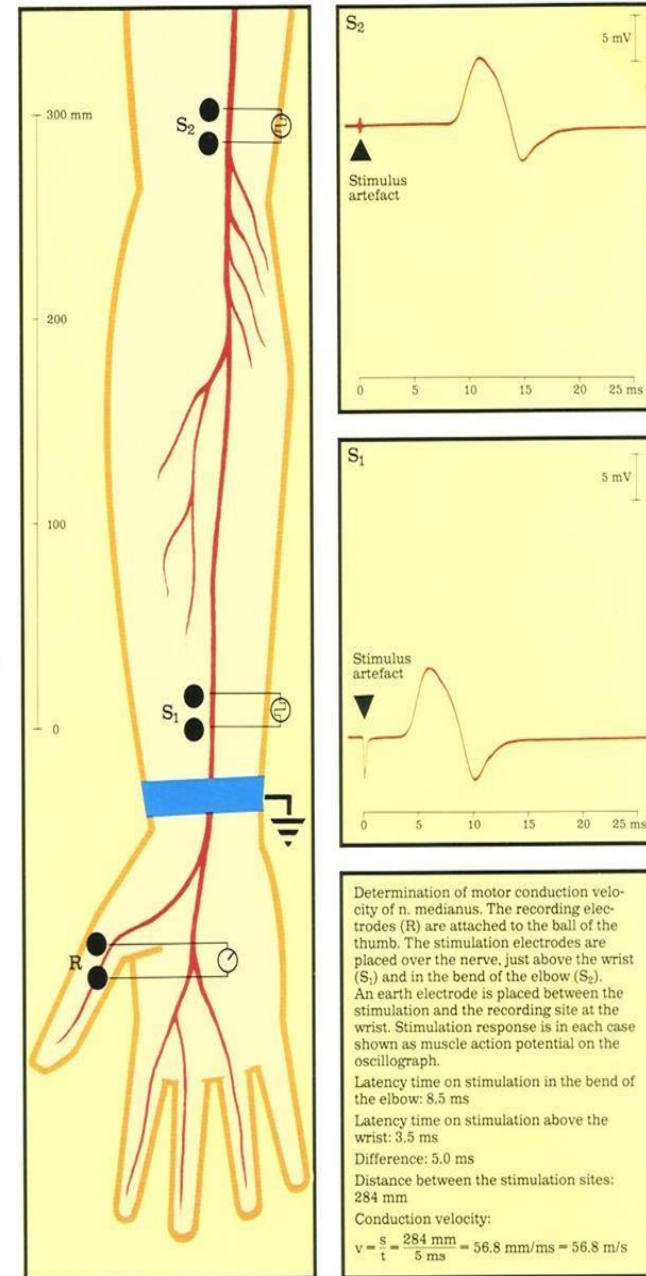 300 mm
S₂
200
100
S₁
0
R
S₂
5 mV
Stimulus
artefact
0 5 10 15 20 25 ms
S₁
5 mV
Stimulus
artefact
0 5 10 15 20 25 ms
Determination of motor conduction velo-
city of n. medianus. The recording elec-
trodes (R) are attached to the ball of the
thumb. The stimulation electrodes are
placed over the nerve, just above the wrist
(S₁) and in the bend of the elbow (S₂).
An earth electrode is placed between the
stimulation and the recording site at the
wrist. Stimulation response is in each case
shown as muscle action potential on the
oscillograph.
Latency time on stimulation in the bend of
the elbow: 8.5 ms
Latency time on stimulation above the
wrist: 3.5 ms
Difference: 5.0 ms
Distance between the stimulation sites:
284 mm
Conduction velocity:
v = s/t = 284 mm/5 ms = 56.8 mm/ms = 56.8 m/s